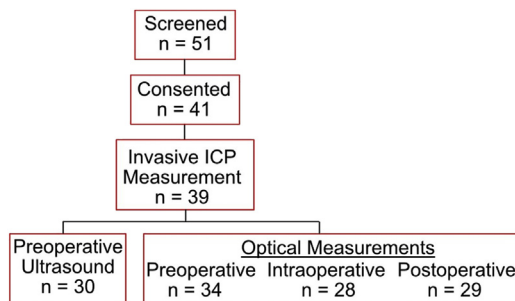 Screened
n = 51
Consented
n = 41
Invasive ICP
Measurement
n = 39
Preoperative
Ultrasound
n = 30
Optical Measurements
Preoperative Intraoperative Postoperative
n = 34 n = 28 n = 29